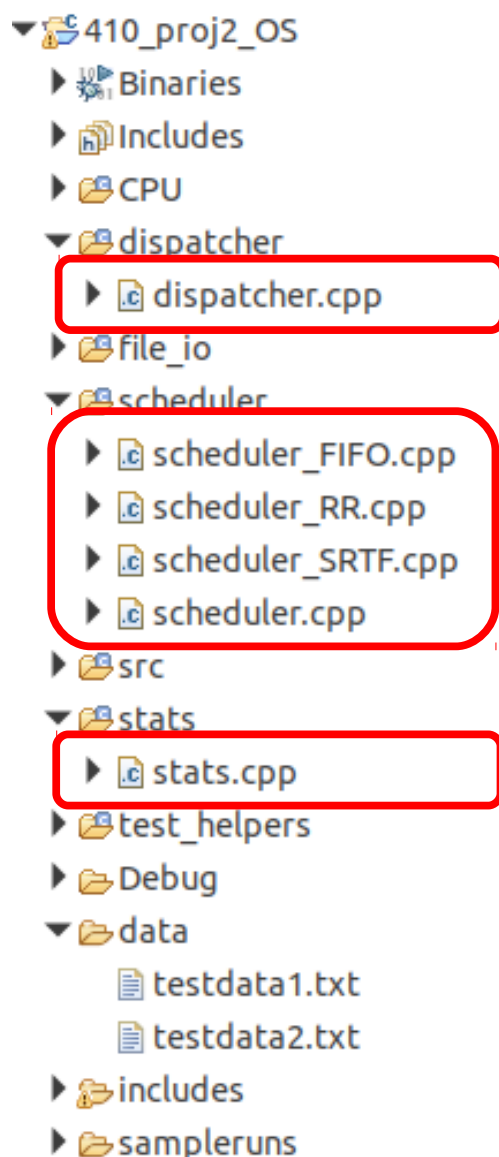 410_proj2_OS
Binaries
Includes
CPU
dispatcher
dispatcher.cpp
file_io
scheduler
scheduler_FIFO.cpp
scheduler_RR.cpp
scheduler_SRTF.cpp
scheduler.cpp
src
stats
stats.cpp
test_helpers
Debug
data
testdata1.txt
testdata2.txt
includes
sampleruns